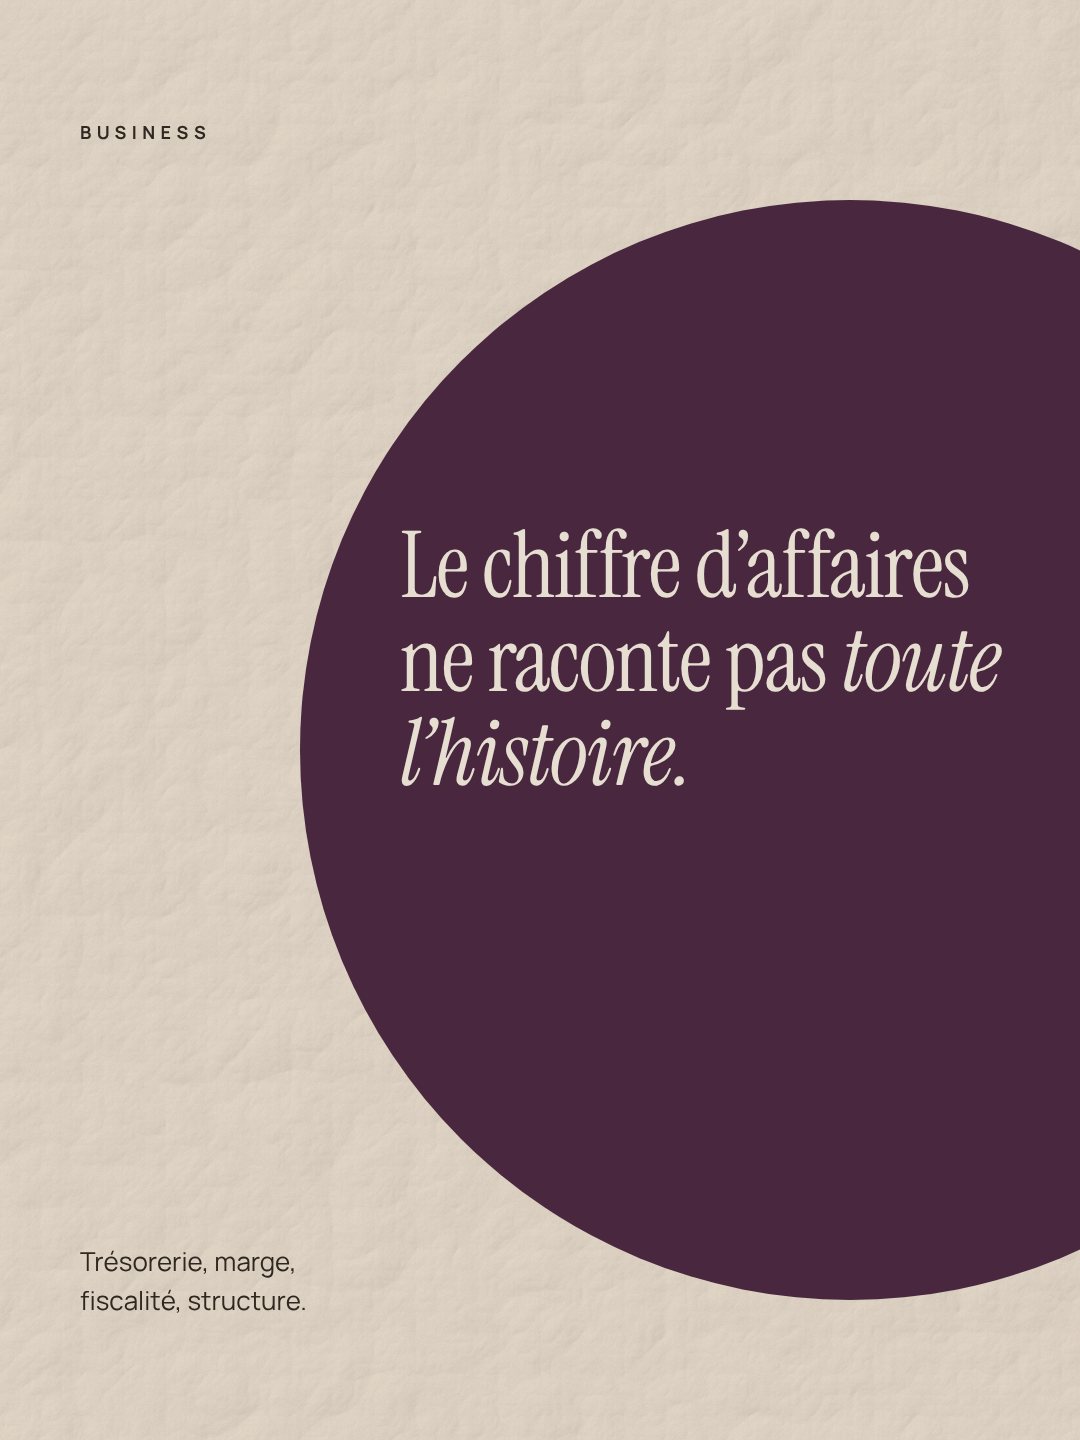 BUSINESS
Le chiffre d’affaires
ne raconte pas toute
l’histoire.
Trésorerie, marge,
fiscalité, structure.